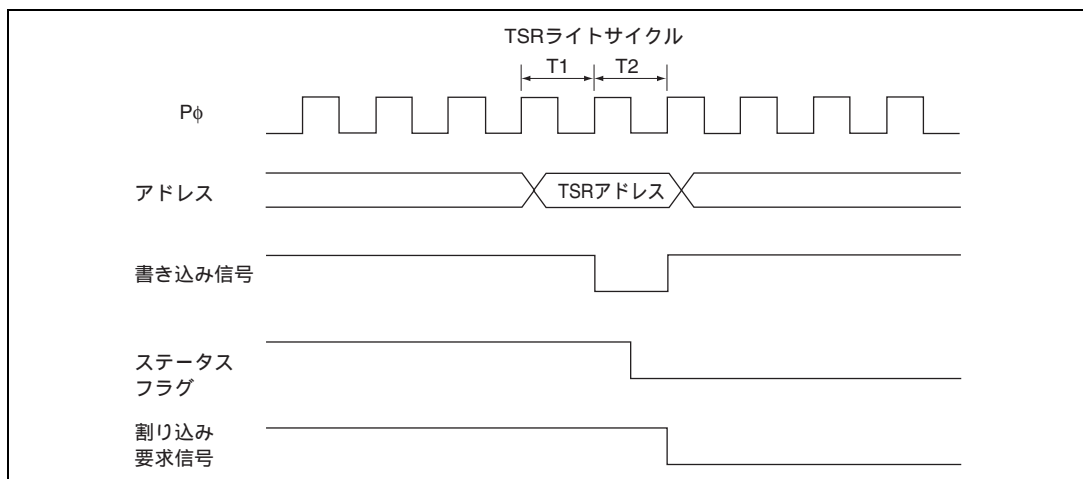 TSRライトサイクル
T1 T2
Pφ
アドレス
TSRアドレス
書き込み信号
ステータス
フラグ
割り込み
要求信号